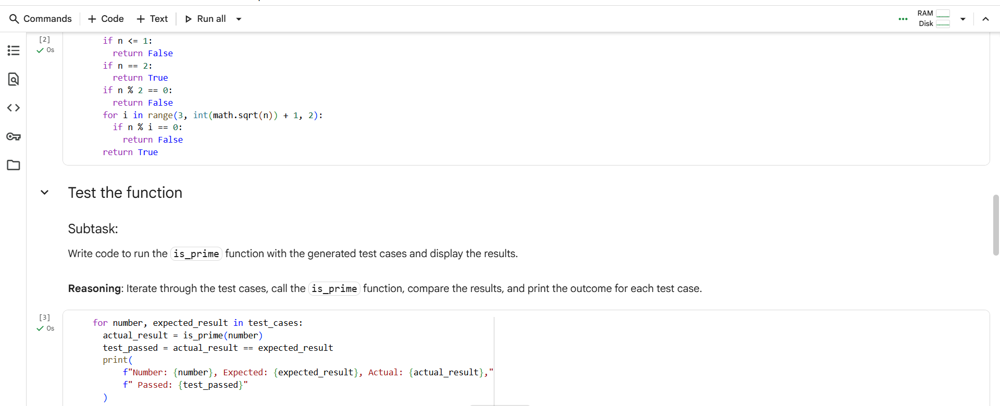 Commands + Code + Text Run all
RAM
Disk
[2]
0s
if n <= 1:
return False
if n == 2:
return True
if n % 2 == 0:
return False
for i in range(3, int(math.sqrt(n)) + 1, 2):
if n % i == 0:
return False
return True
Test the function
Subtask:
Write code to run the is_prime function with the generated test cases and display the results.
Reasoning: Iterate through the test cases, call the is_prime function, compare the results, and print the outcome for each test case.
[3]
0s
for number, expected_result in test_cases:
actual_result = is_prime(number)
test_passed = actual_result == expected_result
print(
f"Number: {number}, Expected: {expected_result}, Actual: {actual_result},"
f" Passed: {test_passed}"
)